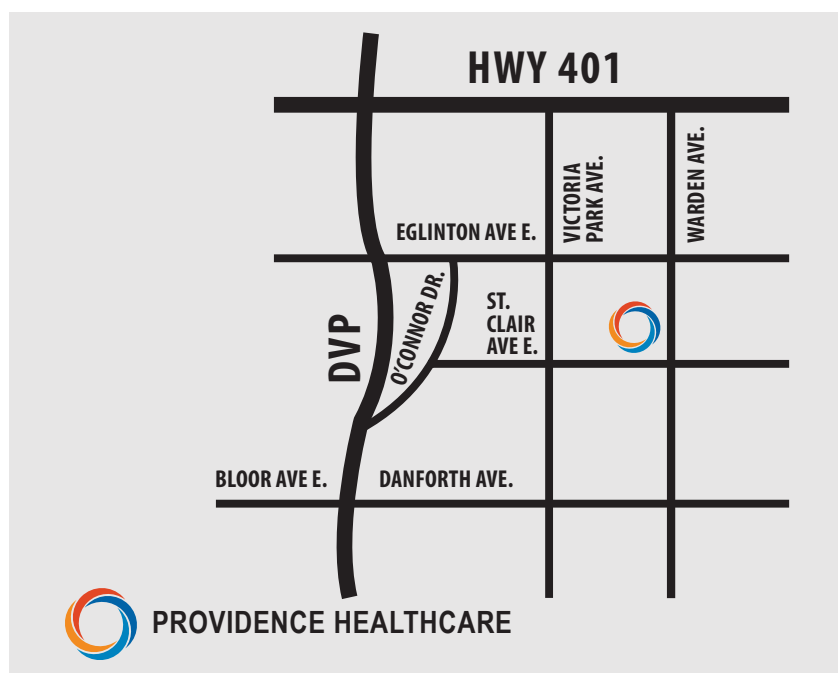 HWY 401
VICTORIA
PARK AVE.
WARDEN AVE.
EGLINTON AVE E.
DVP
O'CONNOR DR.
ST.
CLAIR
AVE E.
BLOOR AVE E.
DANFORTH AVE.
PROVIDENCE HEALTHCARE